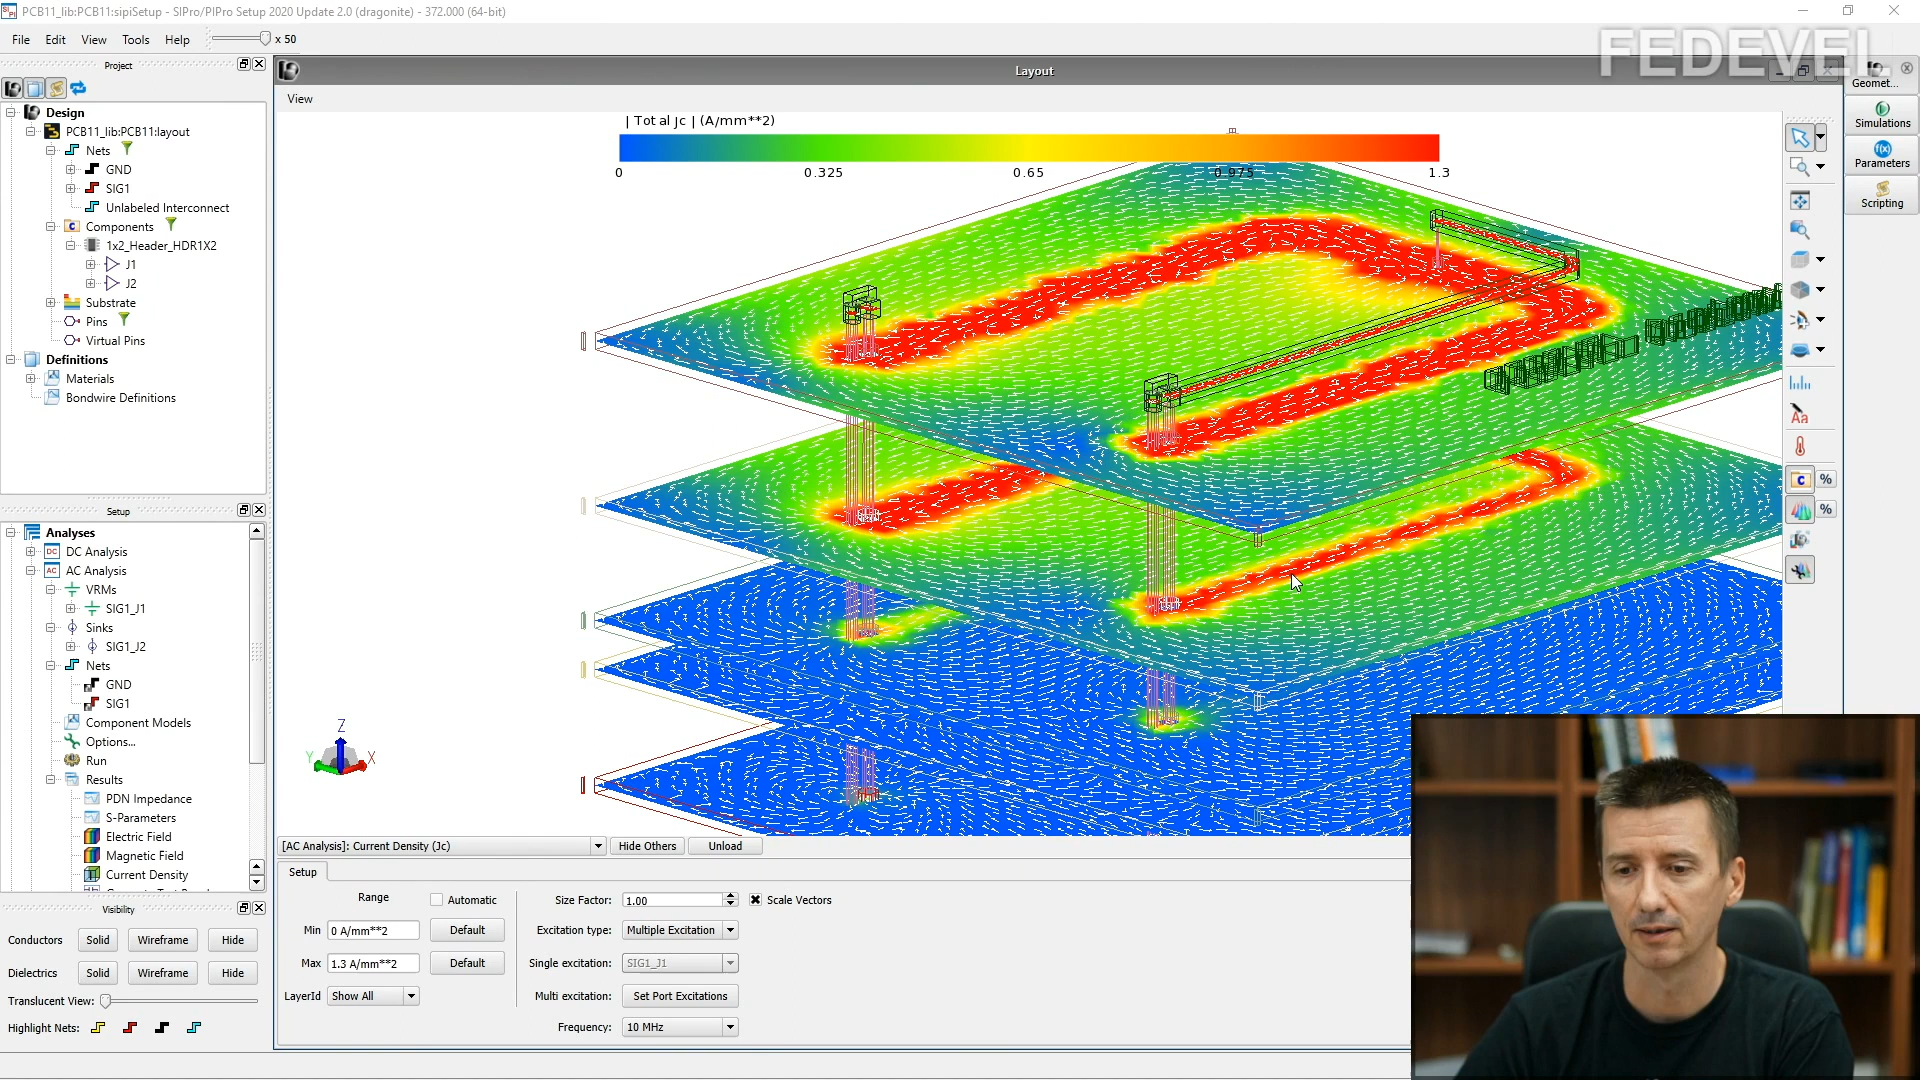 PCB11_lib:PCB11:sipiSetup - SIPro/PIPro Setup 2020 Update 2.0 (dragonite) - 372.000 (64-bit)
File Edit View Tools Help x 50
FEDEVEL
Project
Layout
Geomet...
View
Design
PCB11_lib:PCB11:layout
Nets
GND
SIG1
Unlabeled Interconnect
Components
1x2_Header_HDR1X2
J1
J2
Substrate
Pins
Virtual Pins
Definitions
Materials
Bondwire Definitions
| Total Jc | (A/mm**2)
0 0.325 0.65 0.975 1.3
Simulations
Parameters
Scripting
Setup
Analyses
DC Analysis
AC Analysis
VRMs
SIG1_J1
Sinks
SIG1_J2
Nets
GND
SIG1
Component Models
Options...
Run
Results
PDN Impedance
S-Parameters
Electric Field
Magnetic Field
Current Density
Z
Y X
[AC Analysis]: Current Density (Jc) Hide Others Unload
Setup
Range Automatic
Min 0 A/mm**2 Default
Max 1.3 A/mm**2 Default
LayerId Show All
Size Factor: 1.00 Scale Vectors
Excitation type: Multiple Excitation
Single excitation: SIG1_J1
Multi excitation: Set Port Excitations
Frequency: 10 MHz
Visibility
Conductors Solid Wireframe Hide
Dielectrics Solid Wireframe Hide
Translucent View:
Highlight Nets: